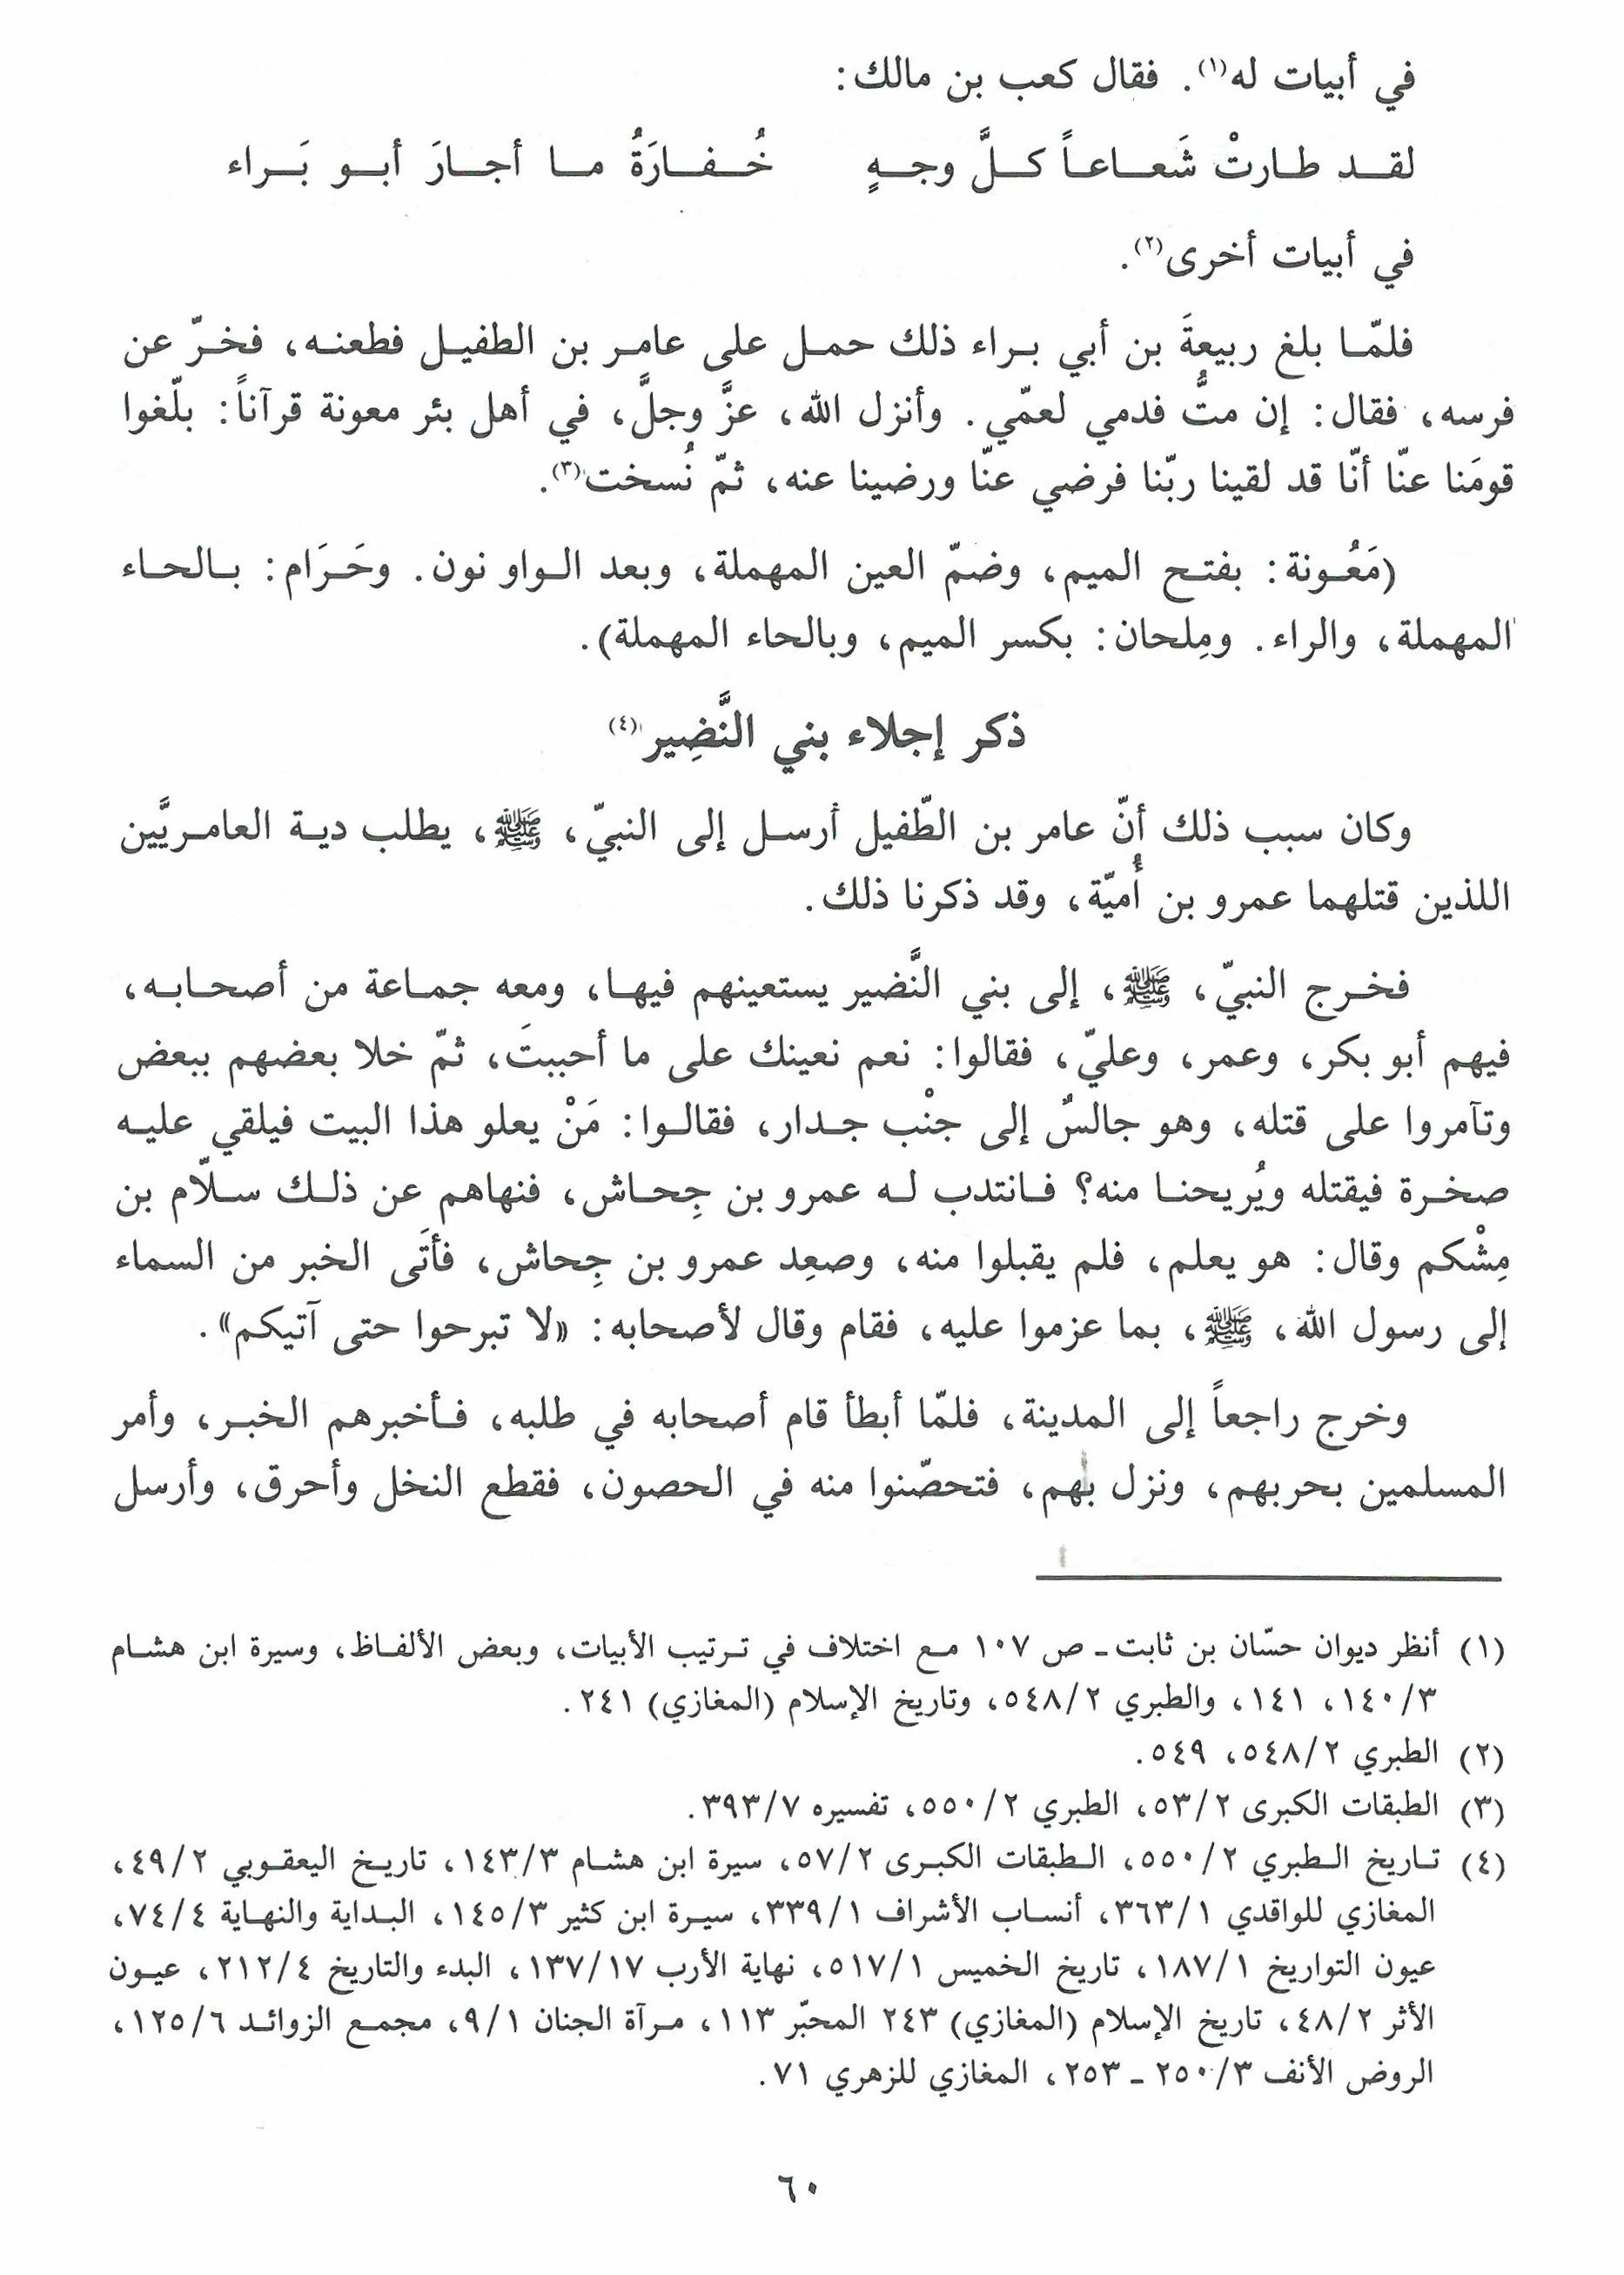 في أبيات له(١). فقال كعب بن مالك:
لقد طارتْ شَعاعاً كلَّ وجهٍ خُفارَةُ ما أجارَ أبو بَراء
في أبيات أخرى(٢).
فلمّا بلغ ربيعةَ بن أبي براء ذلك حمل على عامر بن الطفيل فطعنه، فخرّ عن
فرسه، فقال: إن متُّ فدمي لعمّي. وأنزل الله، عزَّ وجلَّ، في أهل بئر معونة قرآناً: بلّغوا
قومَنا عنّا أنّا قد لقينا ربّنا فرضي عنّا ورضينا عنه، ثمّ نُسخت(٣).
(مَعُونة: بفتح الميم، وضمّ العين المهملة، وبعد الواو نون. وحَرَام: بالحاء
المهملة، والراء. ومِلحان: بكسر الميم، وبالحاء المهملة).
ذكر إجلاء بني النَّضِير(٤)
وكان سبب ذلك أنّ عامر بن الطّفيل أرسل إلى النبيّ، ﷺ، يطلب دية العامريَّين
اللذين قتلهما عمرو بن أُميّة، وقد ذكرنا ذلك.
فخرج النبيّ، ﷺ، إلى بني النَّضير يستعينهم فيها، ومعه جماعة من أصحابه،
فيهم أبو بكر، وعمر، وعليّ، فقالوا: نعم نعينك على ما أحببتَ، ثمّ خلا بعضهم ببعض
وتآمروا على قتله، وهو جالسٌ إلى جنْب جدار، فقالوا: مَنْ يعلو هذا البيت فيلقي عليه
صخرة فيقتله ويُريحنا منه؟ فانتدب له عمرو بن جِحاش، فنهاهم عن ذلك سلّام بن
مِشْكم وقال: هو يعلم، فلم يقبلوا منه، وصعِد عمرو بن جِحاش، فأتَى الخبر من السماء
إلى رسول الله، ﷺ، بما عزموا عليه، فقام وقال لأصحابه: «لا تبرحوا حتى آتيكم».
وخرج راجعاً إلى المدينة، فلمّا أبطأ قام أصحابه في طلبه، فأخبرهم الخبر، وأمر
المسلمين بحربهم، ونزل بهم، فتحصّنوا منه في الحصون، فقطع النخل وأحرق، وأرسل
(١) أنظر ديوان حسّان بن ثابت ـ ص ١٠٧ مع اختلاف في ترتيب الأبيات، وبعض الألفاظ، وسيرة ابن هشام
١٤٠/٣، ١٤١، والطبري ٥٤٨/٢، وتاريخ الإسلام (المغازي) ٢٤١.
(٢) الطبري ٥٤٨/٢، ٥٤٩.
(٣) الطبقات الكبرى ٥٣/٢، الطبري ٥٥٠/٢، تفسيره ٣٩٣/٧.
(٤) تاريخ الطبري ٥٥٠/٢، الطبقات الكبرى ٥٧/٢، سيرة ابن هشام ١٤٣/٣، تاريخ اليعقوبي ٤٩/٢،
المغازي للواقدي ٣٦٣/١، أنساب الأشراف ٣٣٩/١، سيرة ابن كثير ١٤٥/٣، البداية والنهاية ٧٤/٤،
عيون التواريخ ١٨٧/١، تاريخ الخميس ٥١٧/١، نهاية الأرب ١٣٧/١٧، البدء والتاريخ ٢١٢/٤، عيون
الأثر ٤٨/٢، تاريخ الإسلام (المغازي) ٢٤٣ المحبّر ١١٣، مرآة الجنان ٩/١، مجمع الزوائد ١٢٥/٦،
الروض الأنف ٢٥٠/٣ ـ ٢٥٣، المغازي للزهري ٧١.
٦٠